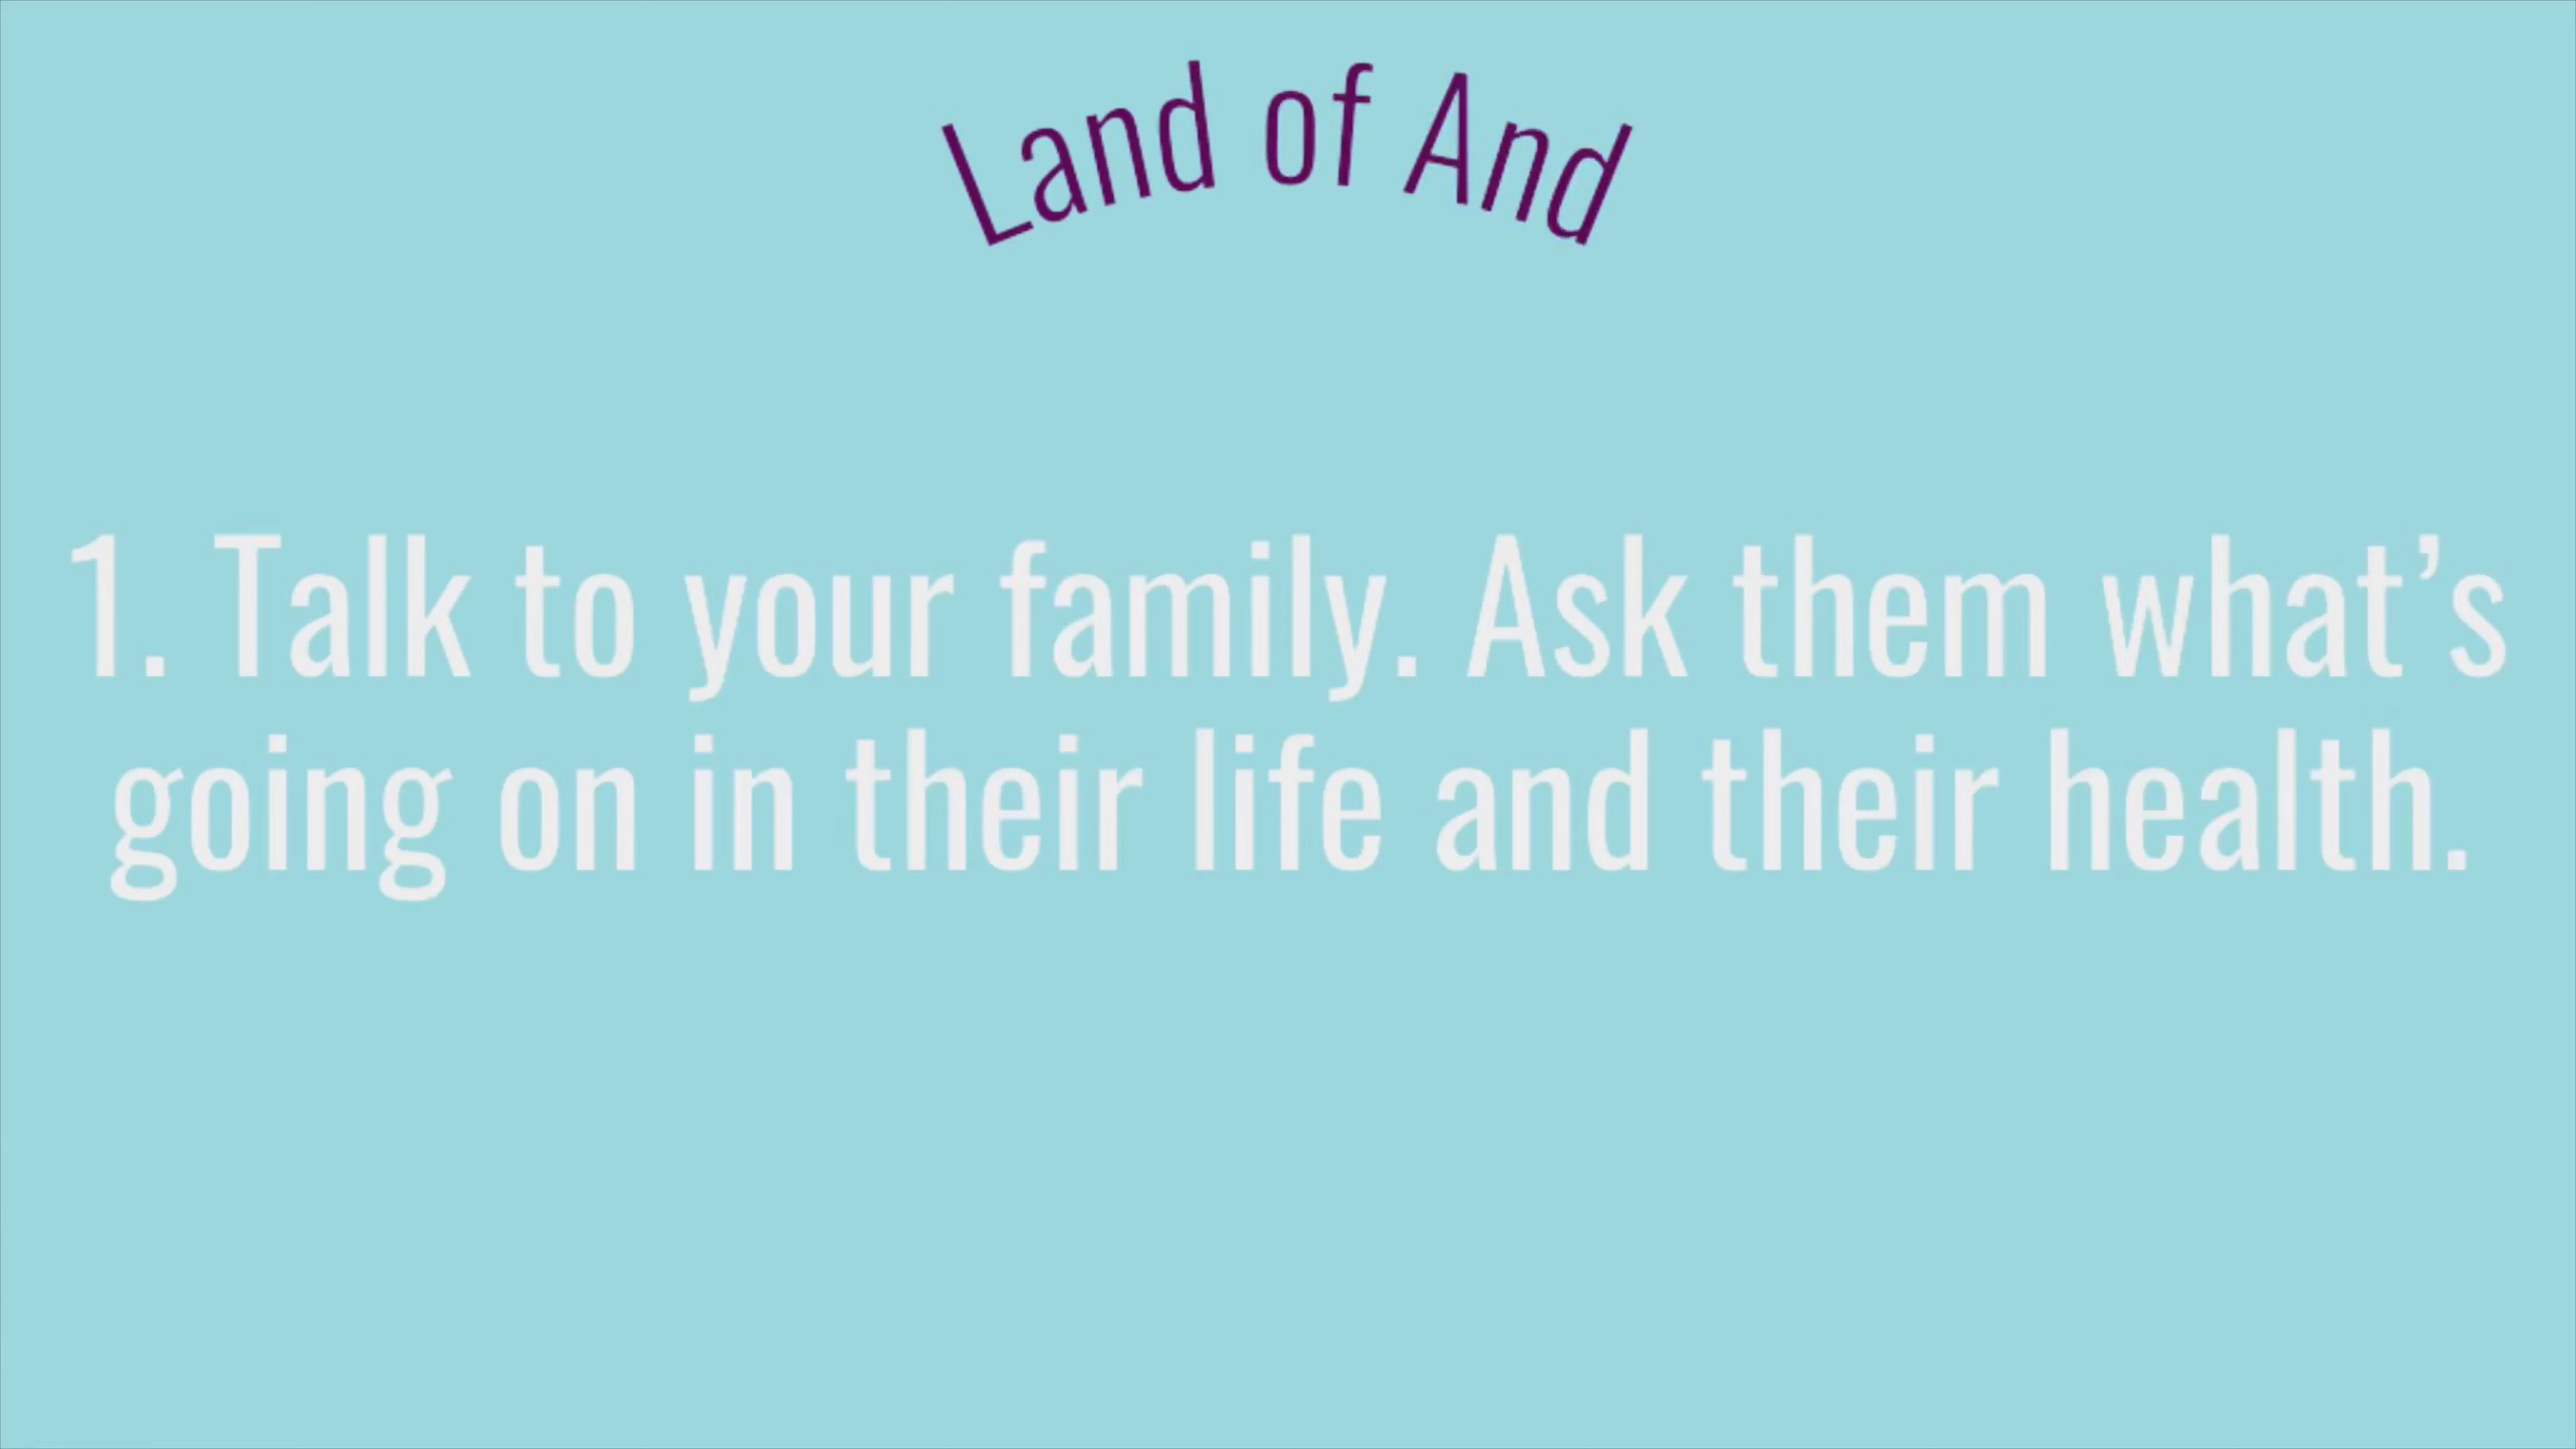 Land of And
1. Talk to your family. Ask them what’s
going on in their life and their health.